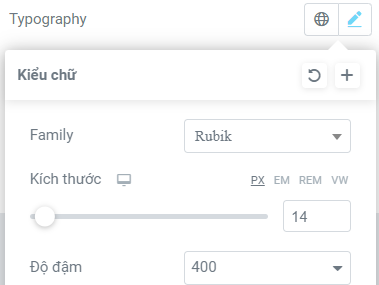 Typography
Kiểu chữ
Family Rubik
Kích thước PX EM REM VW
14
Độ đậm 400